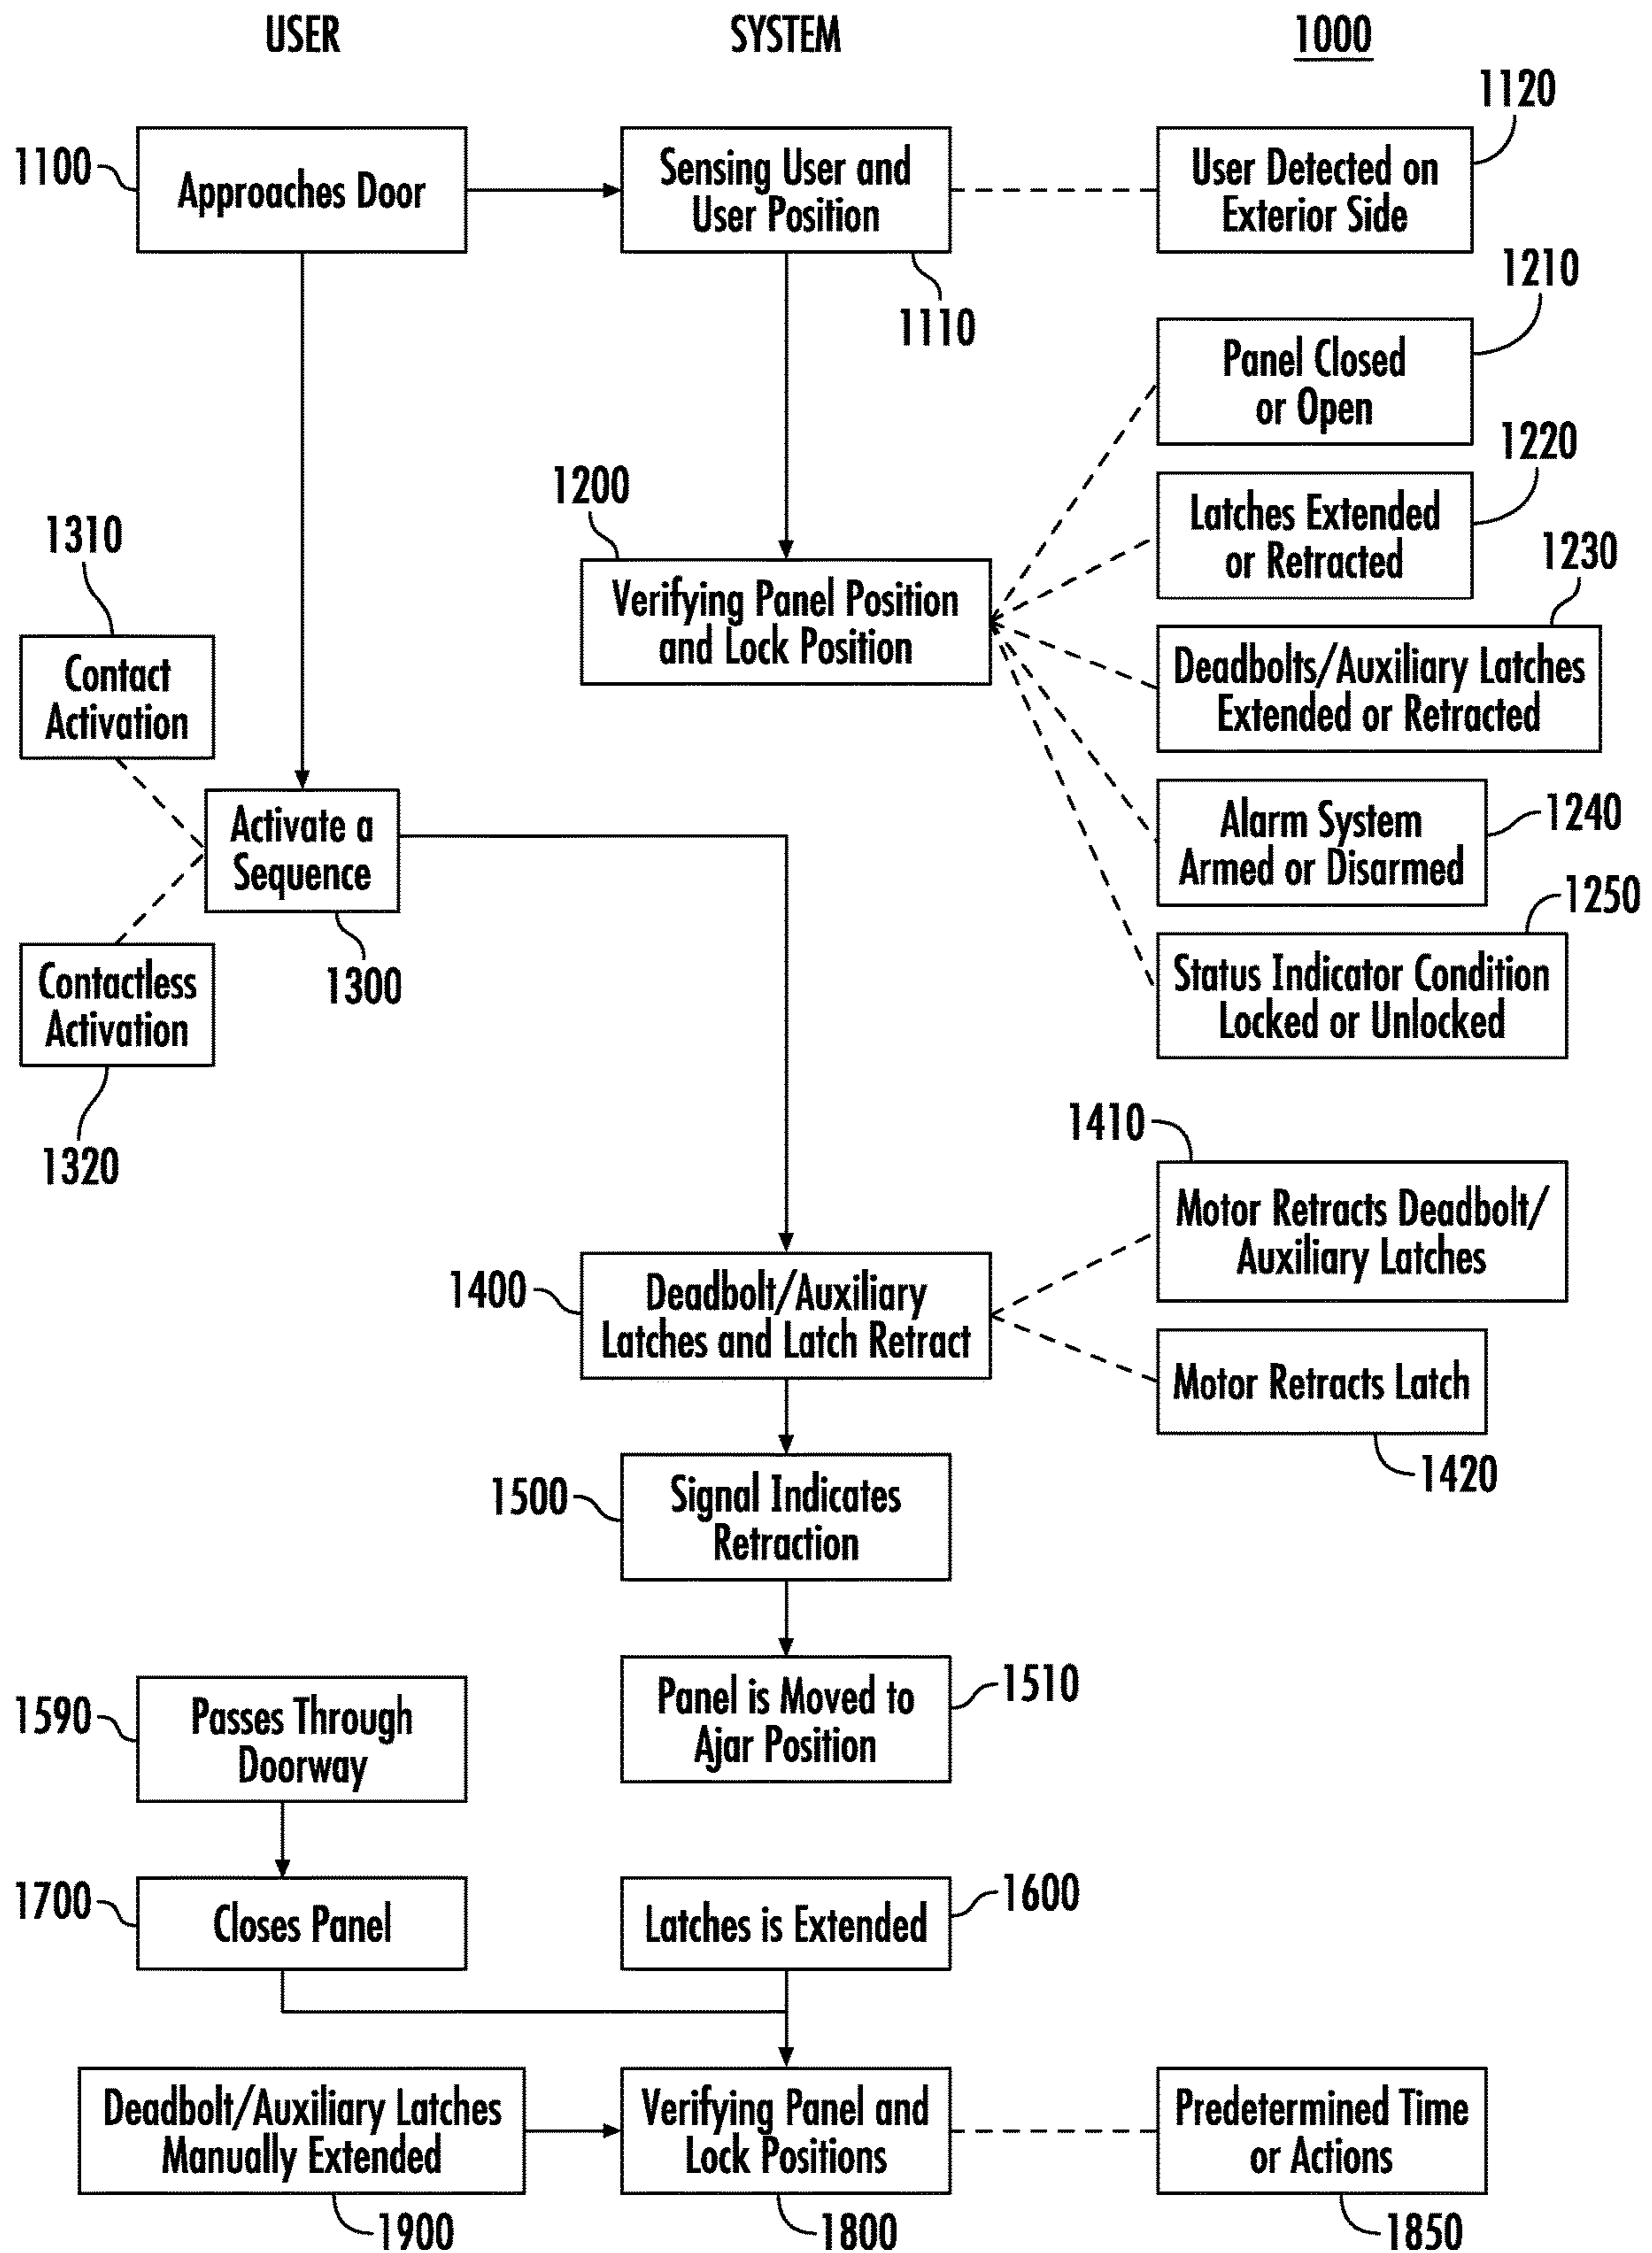 USER
SYSTEM
1000
1120
1100
Approaches Door
Sensing User and
User Position
User Detected on
Exterior Side
1110
1210
Panel Closed
or Open
1220
1200
Latches Extended
or Retracted
1310
1230
Verifying Panel Position
and Lock Position
Contact
Activation
Deadbolts/Auxiliary Latches
Extended or Retracted
Activate a
Sequence
1240
Alarm System
Armed or Disarmed
1250
1300
Contactless
Activation
Status Indicator Condition
Locked or Unlocked
1320
1410
Motor Retracts Deadbolt/
Auxiliary Latches
1400
Deadbolt/Auxiliary
Latches and Latch Retract
Motor Retracts Latch
1420
1500
Signal Indicates
Retraction
1510
Panel is Moved to
Ajar Position
1590
Passes Through
Doorway
1700
Closes Panel
1600
Latches is Extended
Deadbolt/Auxiliary Latches
Manually Extended
Verifying Panel and
Lock Positions
Predetermined Time
or Actions
1900
1800
1850